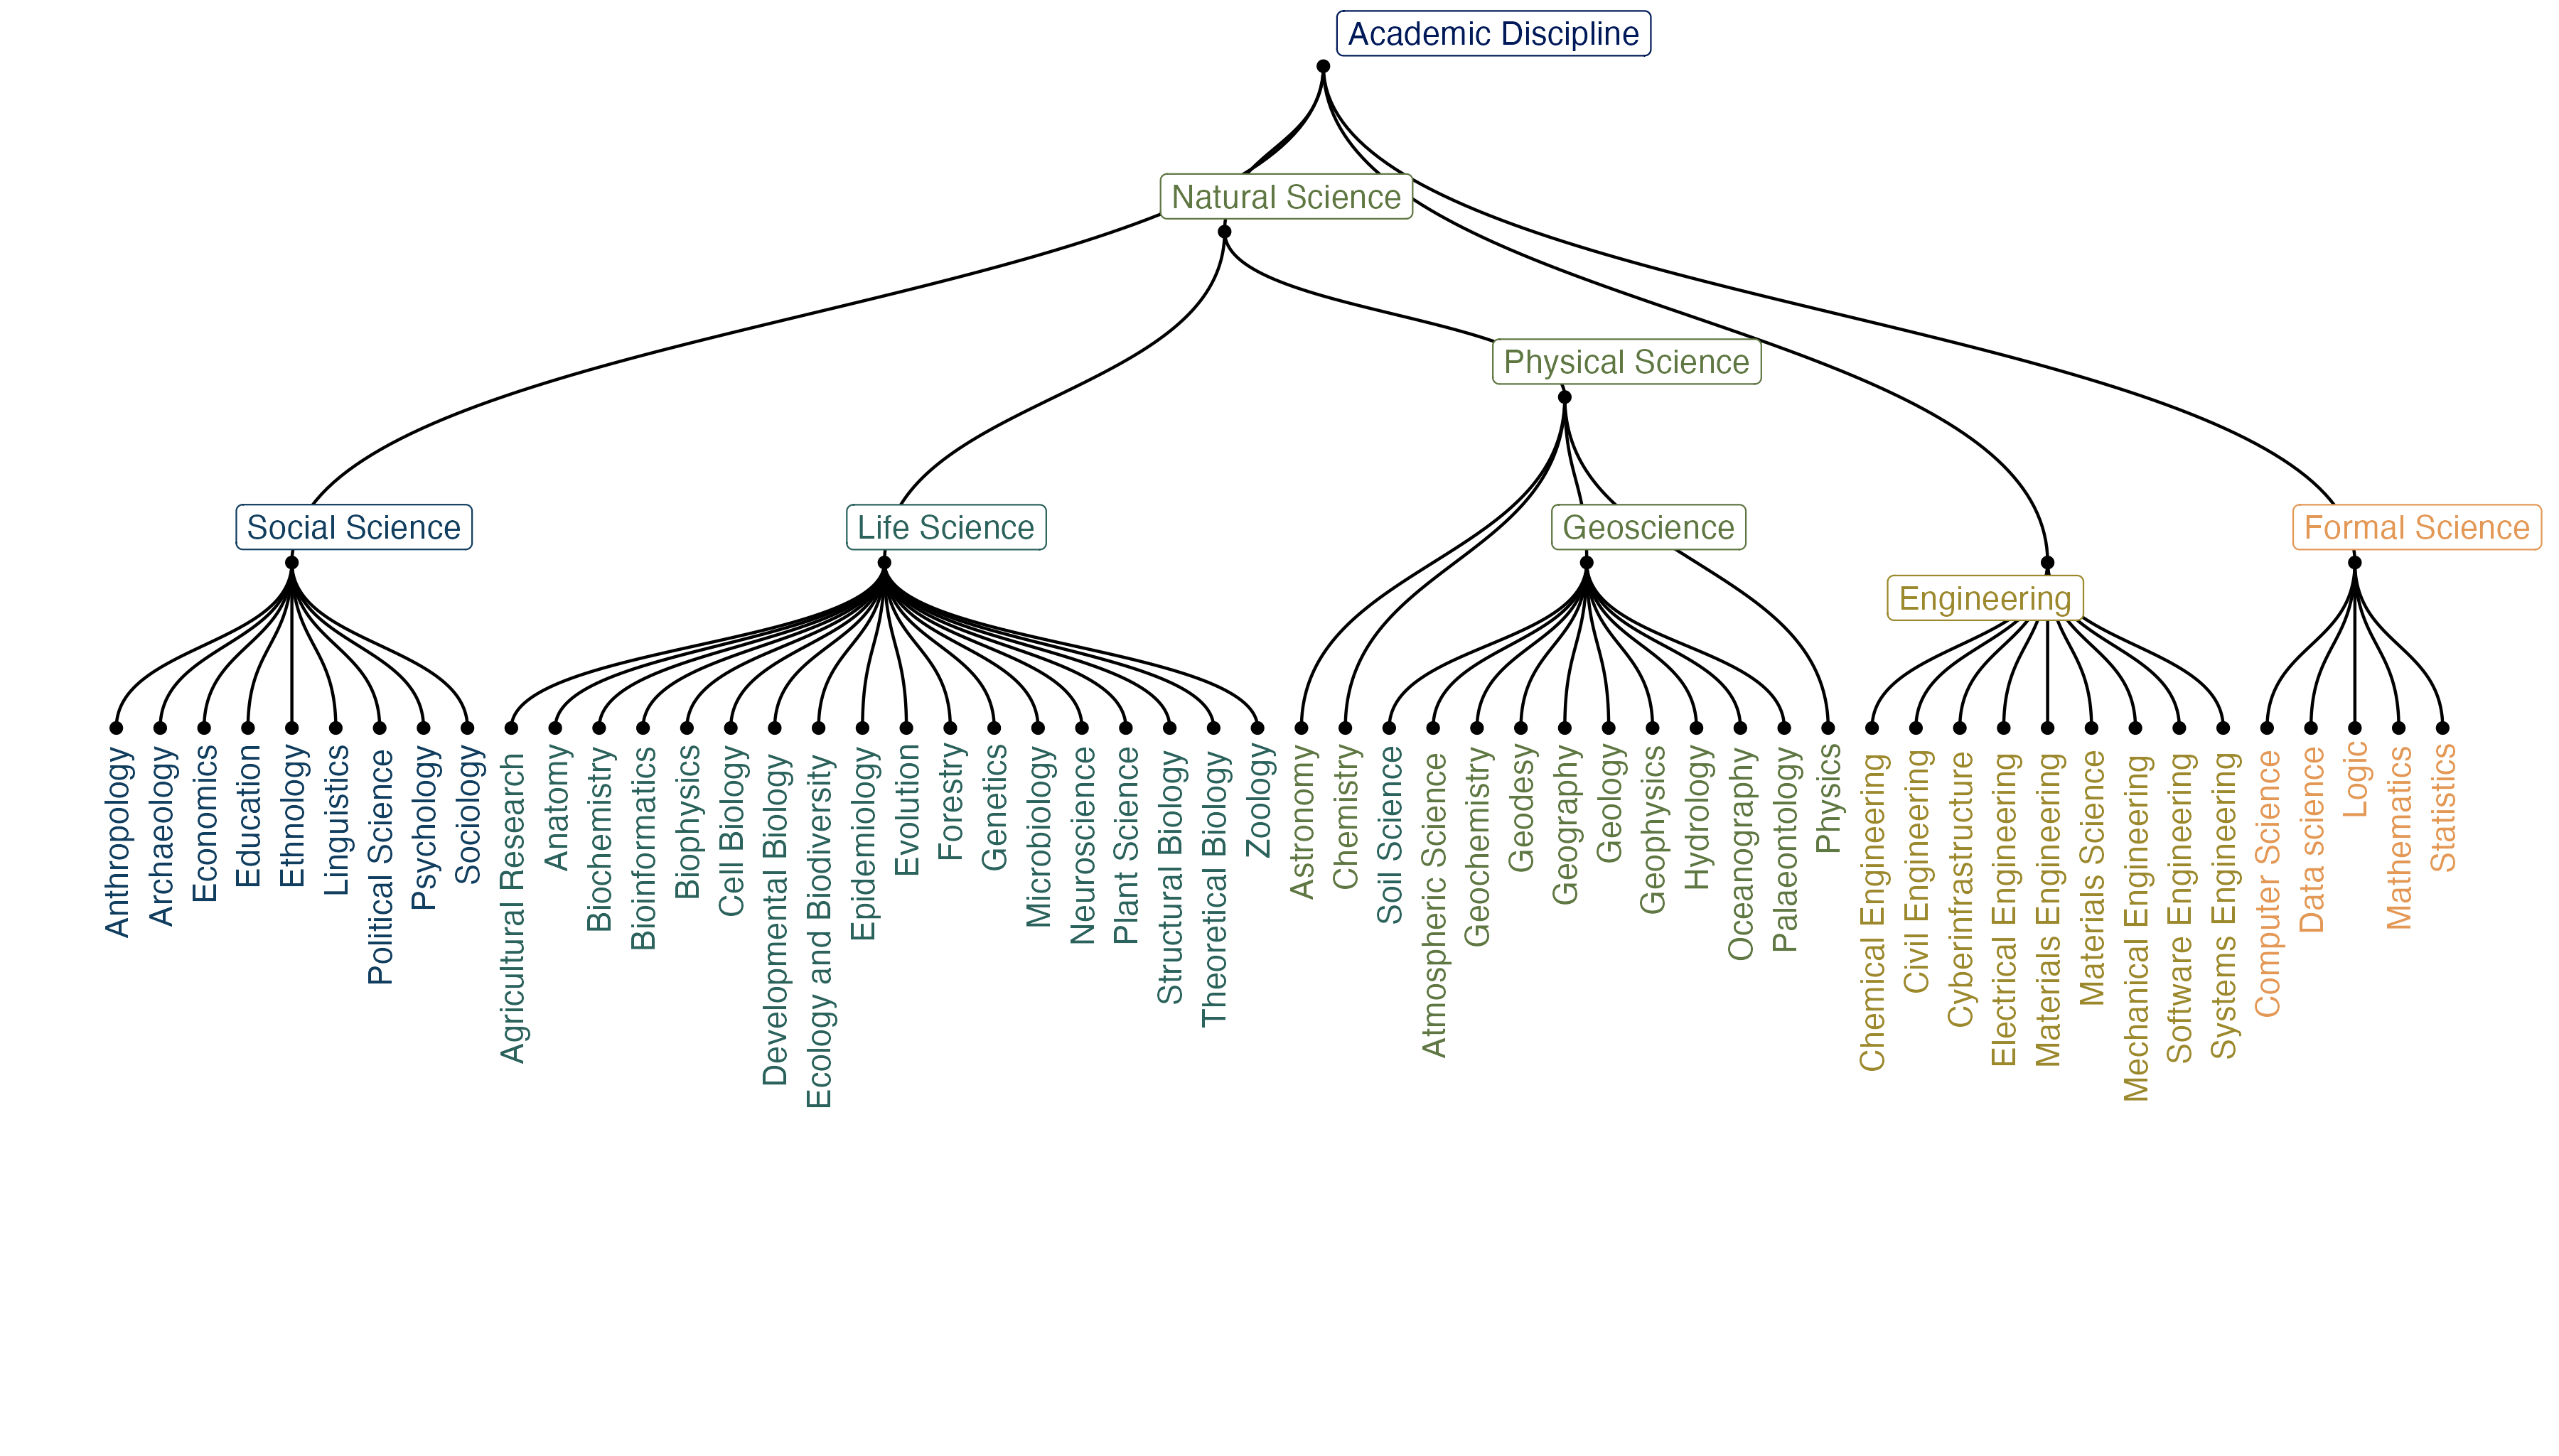 Academic Discipline
Natural Science
Physical Science
Social Science
Life Science
Geoscience
Formal Science
Engineering
Anthropology
Archaeology
Economics
Education
Ethnology
Linguistics
Political Science
Psychology
Sociology
Agricultural Research
Anatomy
Biochemistry
Bioinformatics
Biophysics
Cell Biology
Developmental Biology
Ecology and Biodiversity
Epidemiology
Evolution
Forestry
Genetics
Microbiology
Neuroscience
Plant Science
Structural Biology
Theoretical Biology
Zoology
Astronomy
Chemistry
Soil Science
Atmospheric Science
Geochemistry
Geodesy
Geography
Geology
Geophysics
Hydrology
Oceanography
Palaeontology
Physics
Chemical Engineering
Civil Engineering
Cyberinfrastructure
Electrical Engineering
Materials Engineering
Materials Science
Mechanical Engineering
Software Engineering
Systems Engineering
Computer Science
Data science
Logic
Mathematics
Statistics